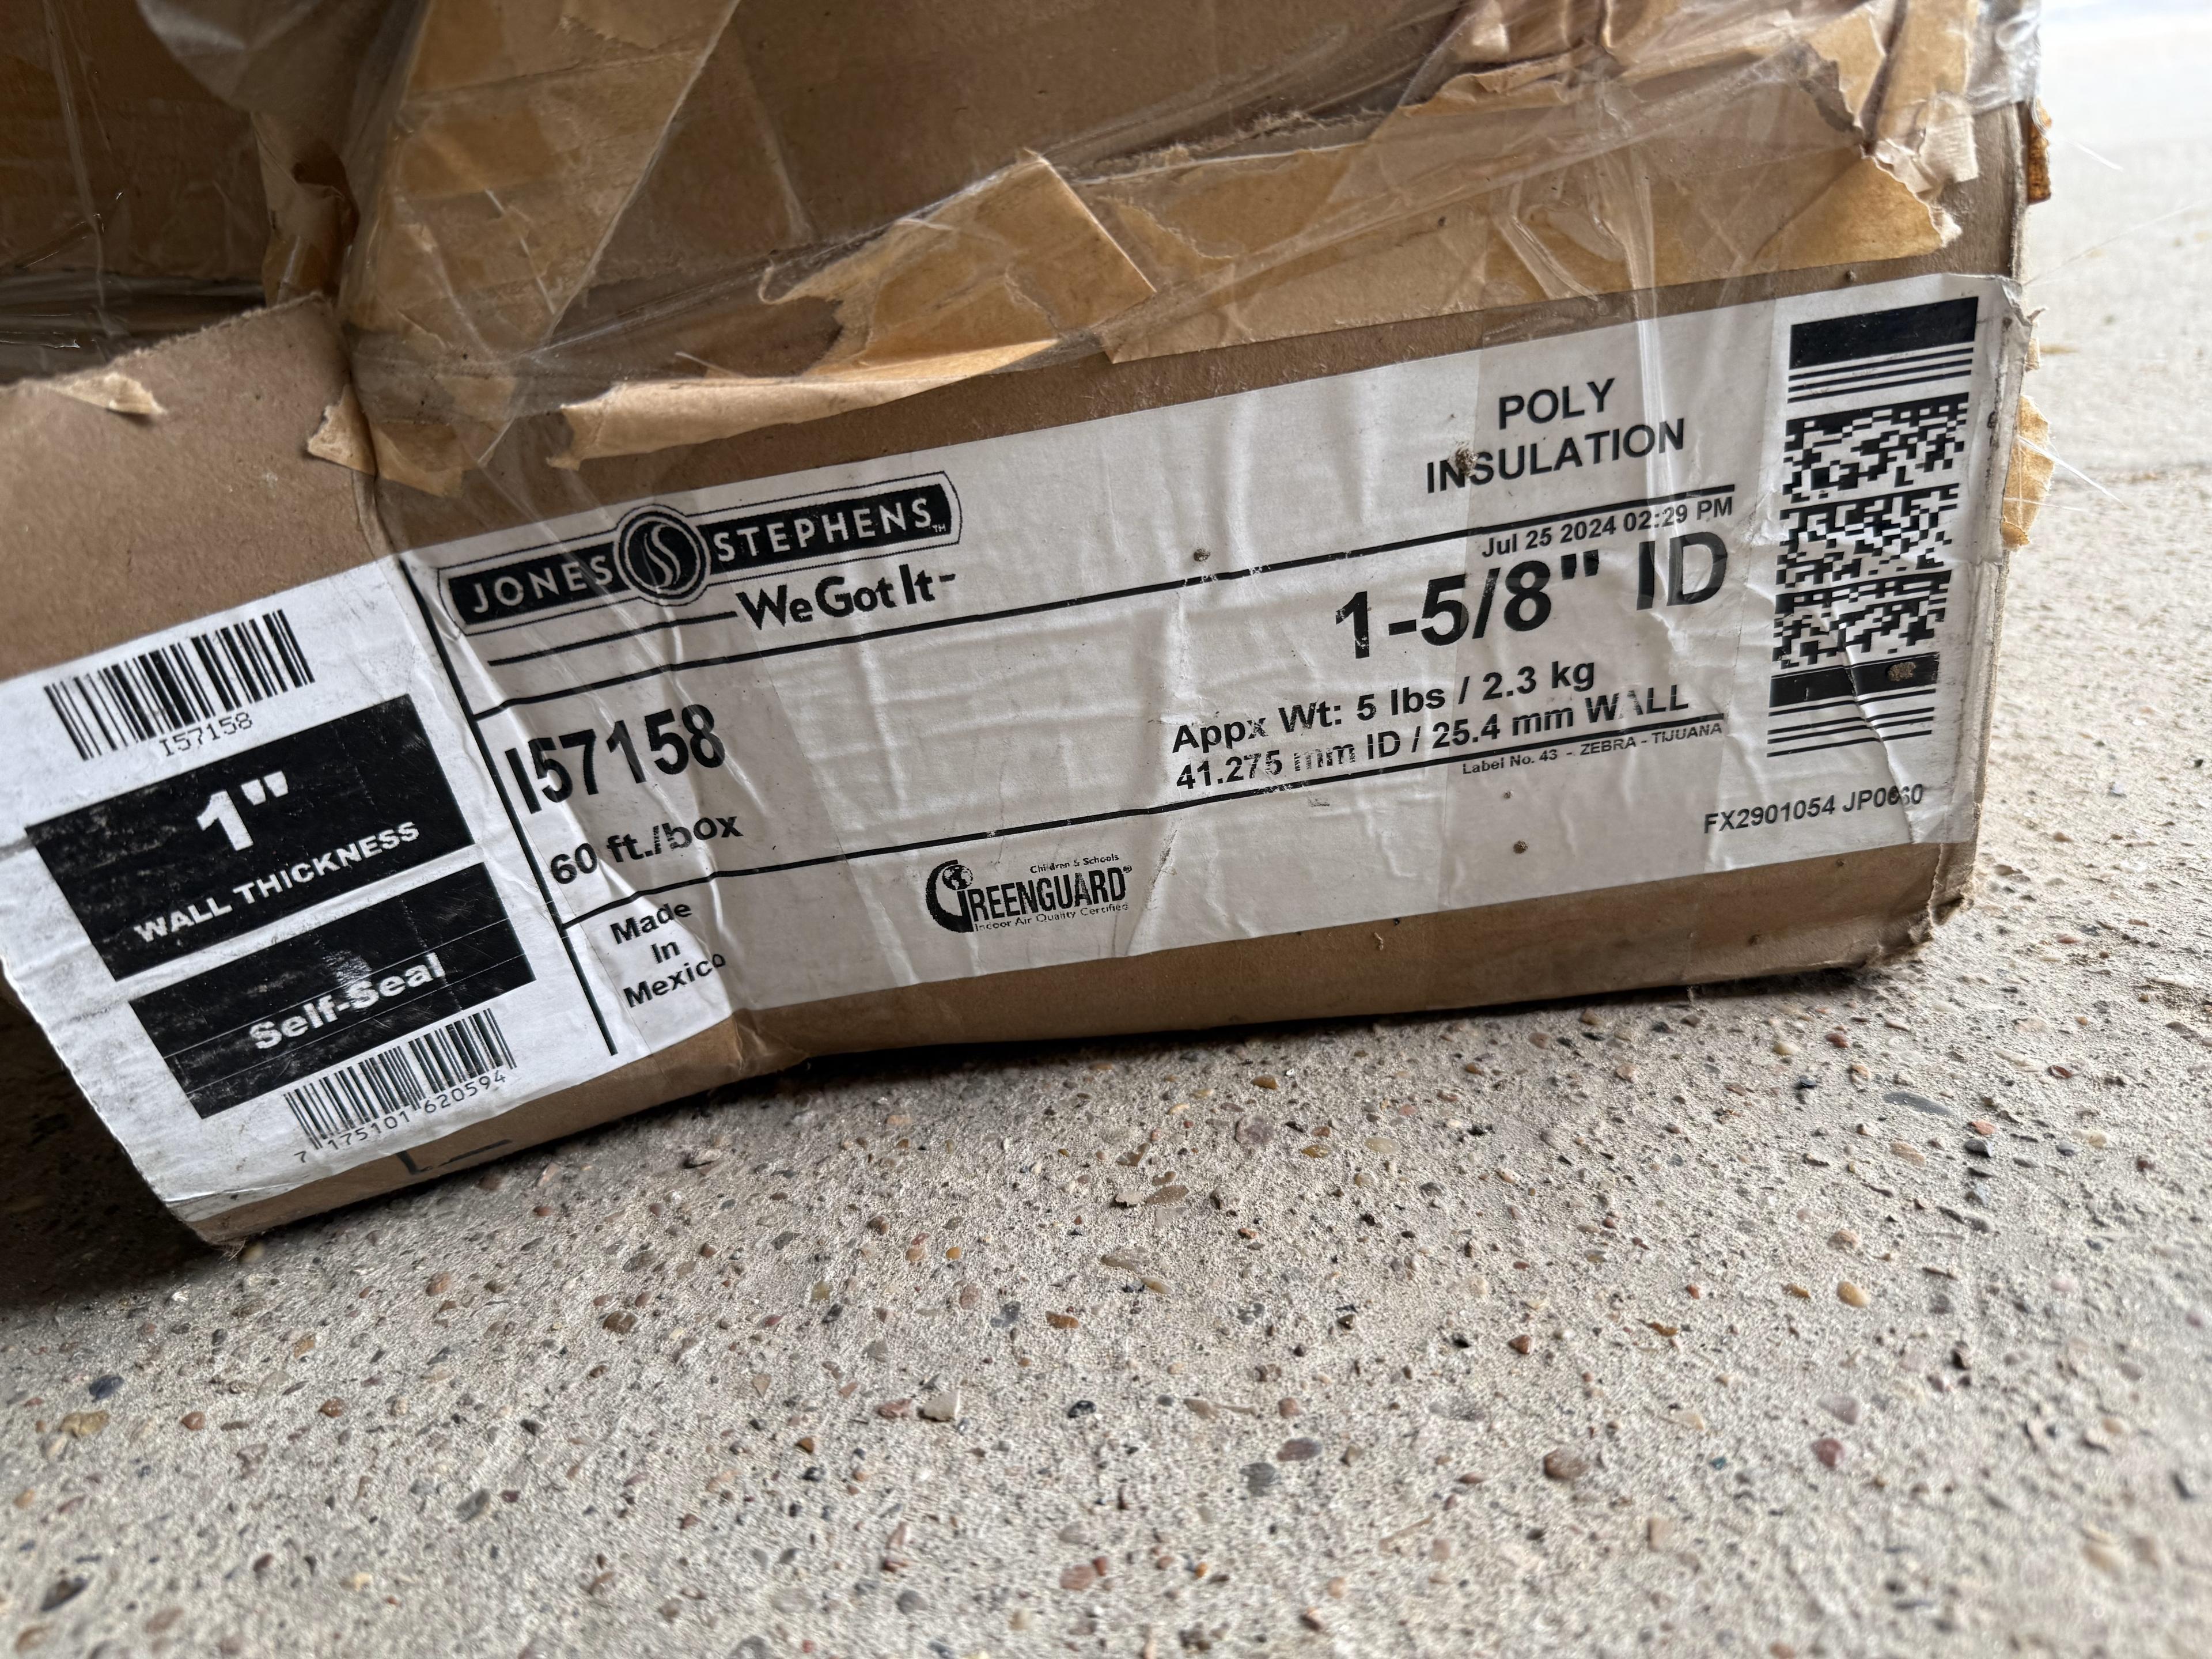 I57158
1"
WALL THICKNESS
Self-Seal
7 175101 620594
JONES STEPHENS TM
We Got It
I57158
60 ft./box
Made
In
Mexico
POLY
INSULATION
Jul 25 2024 02:29 PM
1-5/8" ID
Appx Wt: 5 lbs / 2.3 kg
41.275 mm ID / 25.4 mm WALL
Label No. 43 - ZEBRA - TIJUANA
Children & Schools
GREENGUARD®
Indoor Air Quality Certified
FX2901054